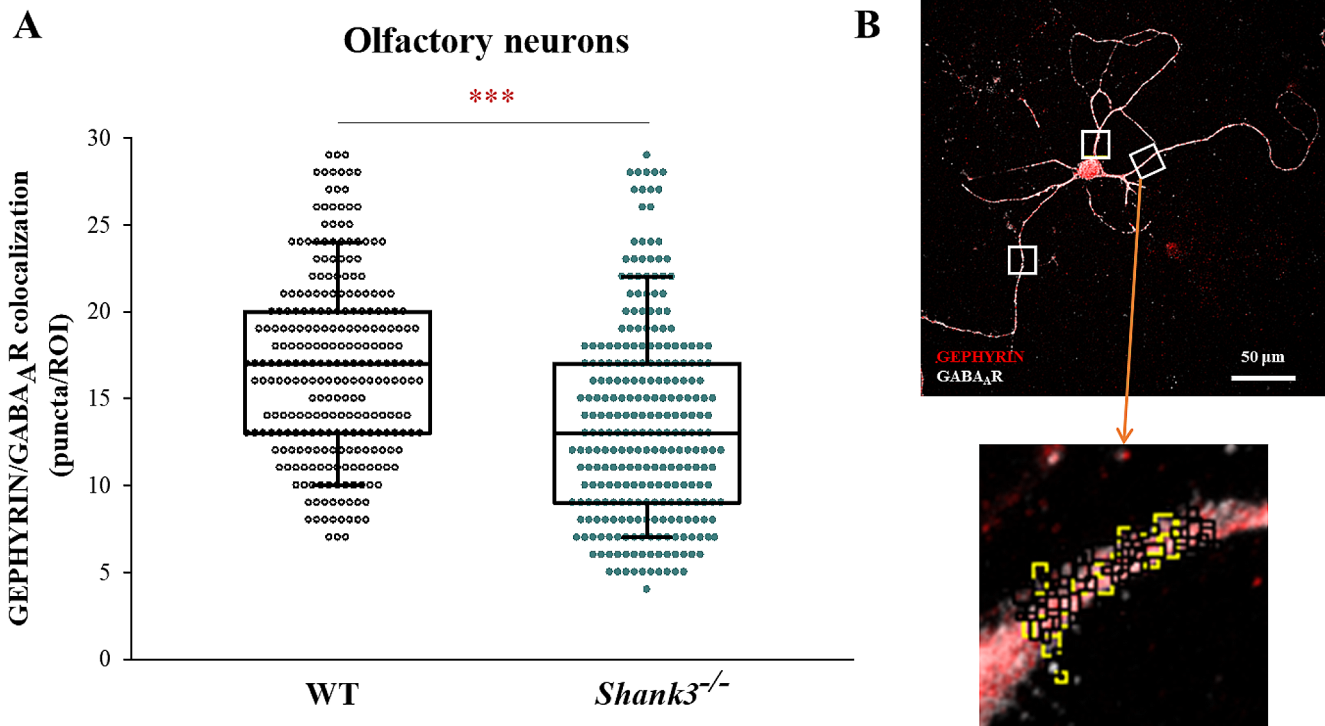 A
Olfactory neurons
***
GEPHYRIN/GABAAR colocalization
(puncta/ROI)
30
25
20
15
10
5
0
WT
Shank3-/-
B
GEPHYRIN
GABAAR
50 µm